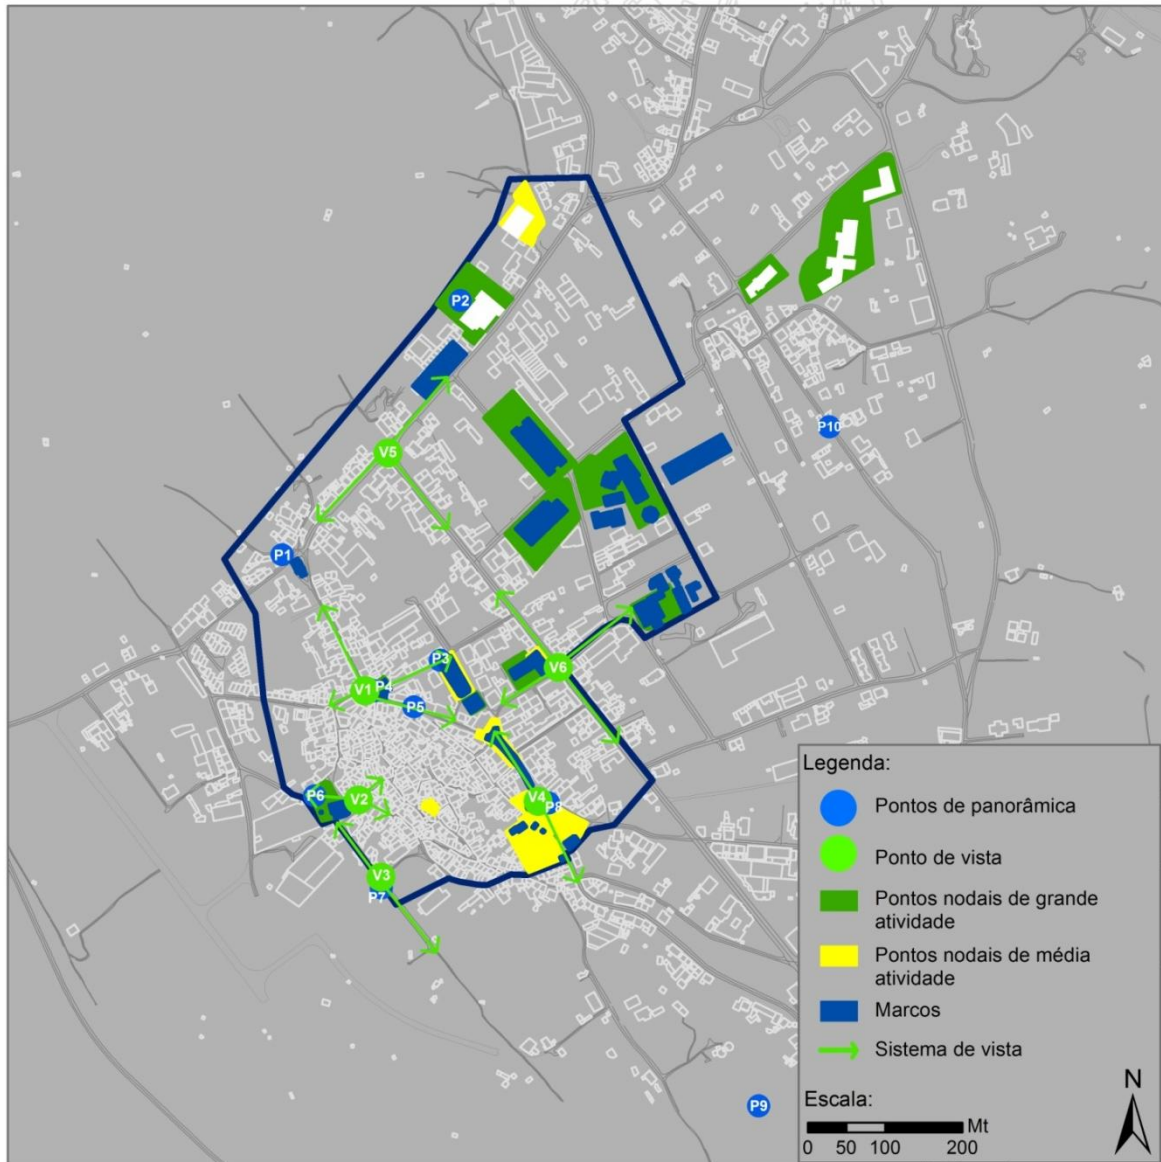 P2
P10
V5
P1
P3
V6
P4
V1
P5
P6
V2
V4
P8
V3
P7
P9
Legenda:
Pontos de panorâmica
Ponto de vista
Pontos nodais de grande
atividade
Pontos nodais de média
atividade
Marcos
Sistema de vista
Escala:
Mt
0 50 100 200
N